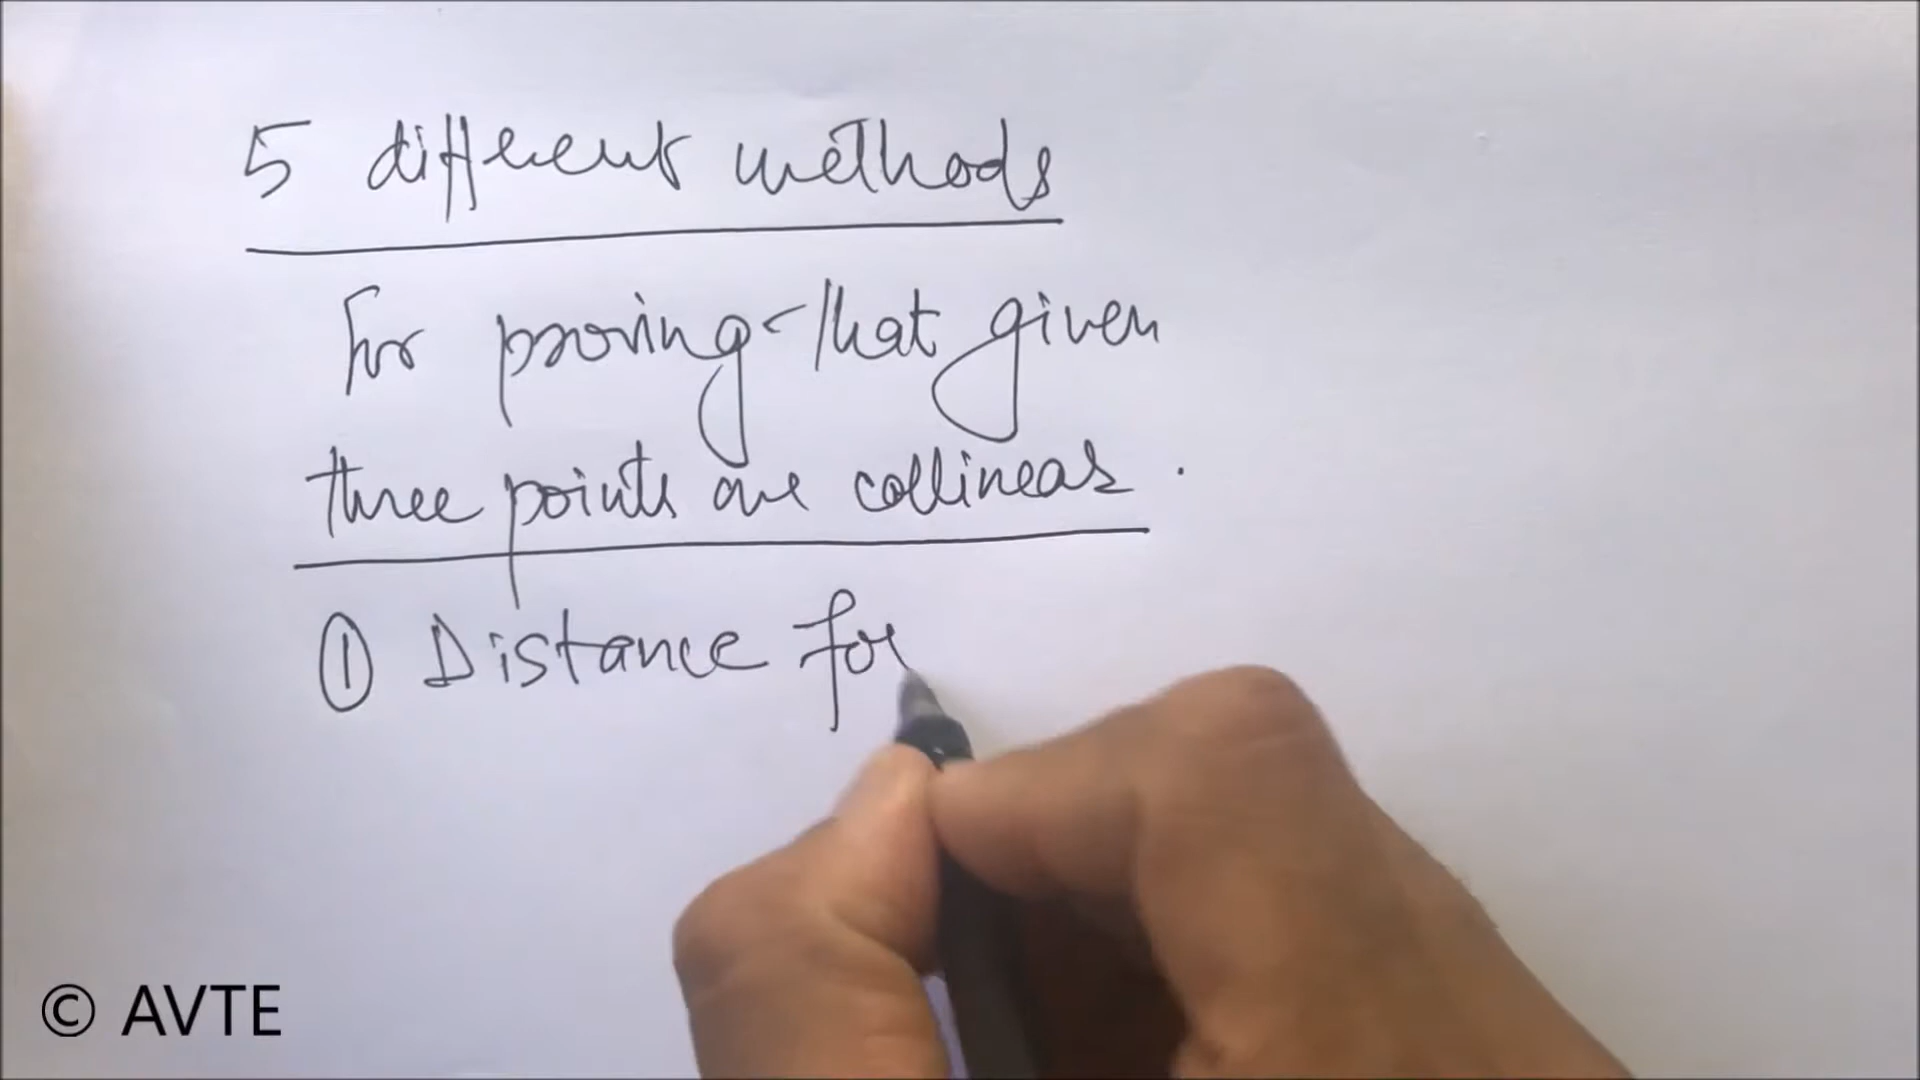 5 different methods
For proving that given
three points are collinear.
① Distance for
© AVTE